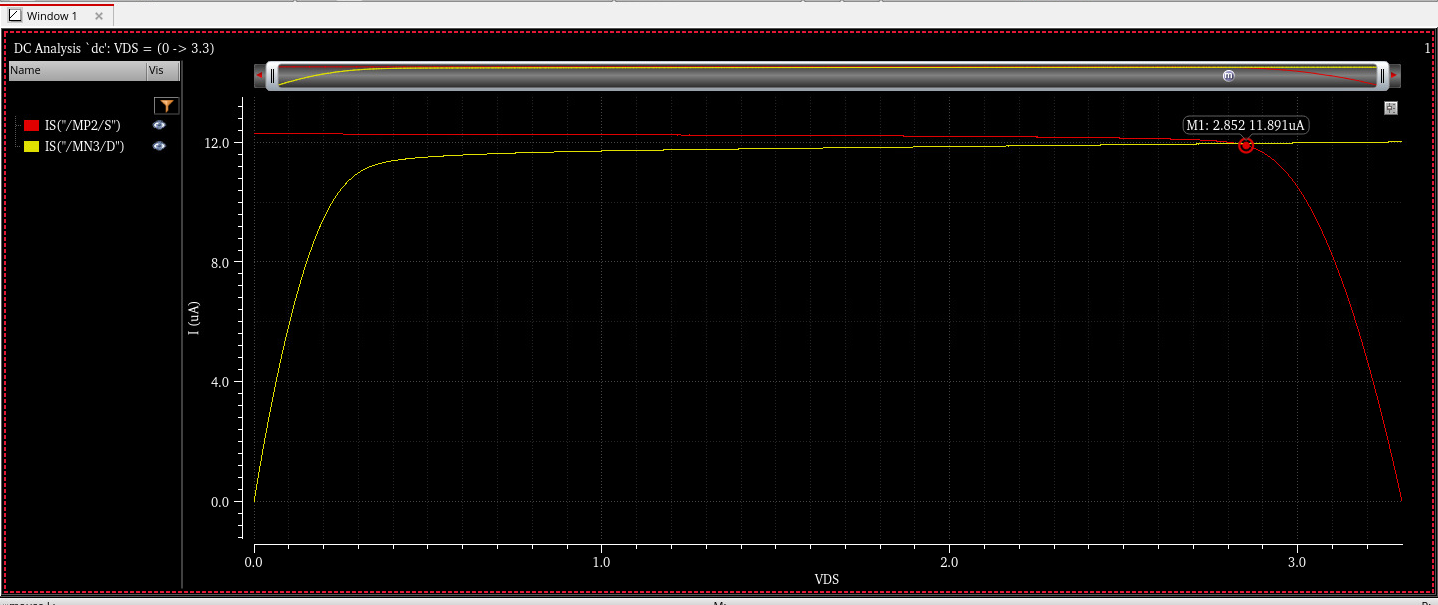 Window 1
DC Analysis `dc': VDS = (0 -> 3.3)
1
Name Vis
IS("/MP2/S")
IS("/MN3/D")
m
M1: 2.852 11.891uA
12.0
8.0
4.0
0.0
I (uA)
0.0 1.0 2.0 3.0
VDS